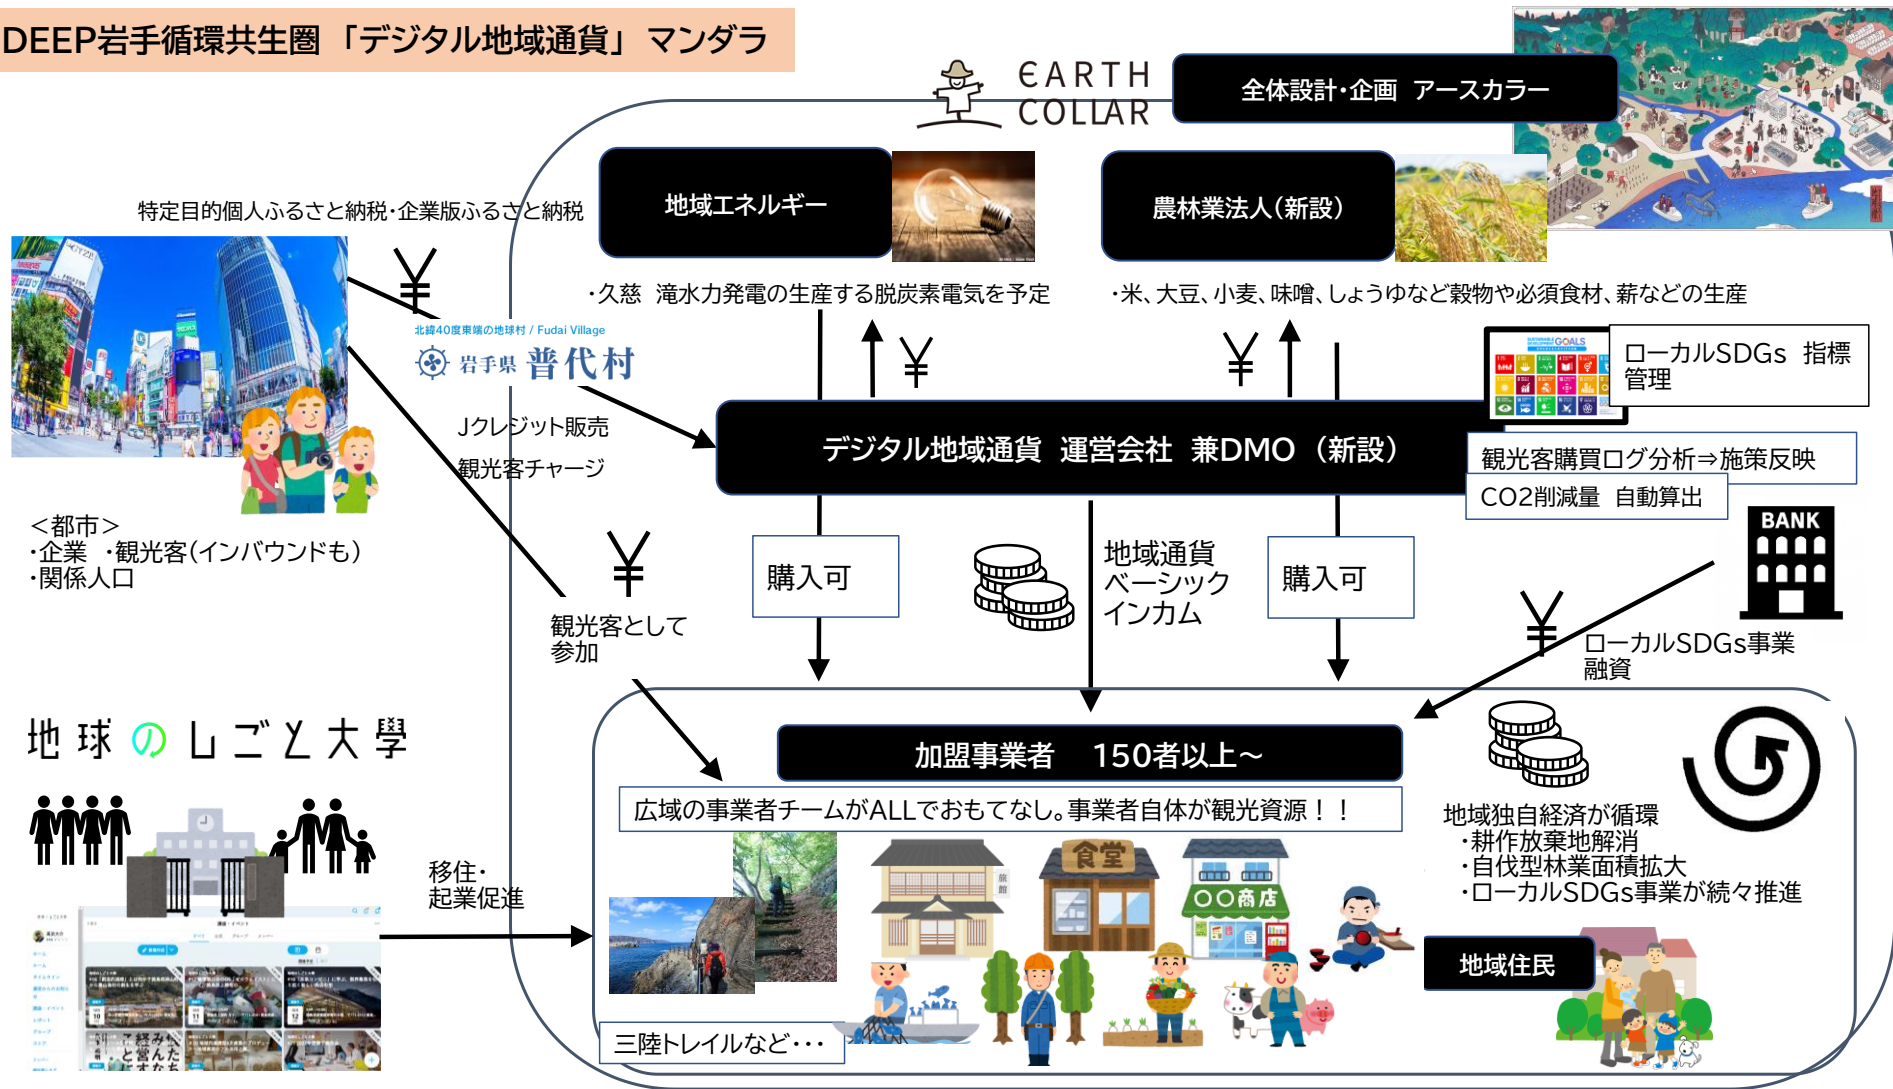 DEEP岩手循環共生圏 「デジタル地域通貨」 マンダラ
EARTH
COLLAR
全体設計・企画 アースカラー
地域エネルギー
農林業法人（新設）
特定目的個人ふるさと納税・企業版ふるさと納税
・久慈 滝水力発電の生産する脱炭素電気を予定
・米、大豆、小麦、味噌、しょうゆなど穀物や必須食材、薪などの生産
北緯40度東端の地球村 / Fudai Village
岩手県 普代村
¥
¥
¥
GOALS
ローカルSDGs 指標
管理
Jクレジット販売
観光客チャージ
デジタル地域通貨 運営会社 兼DMO （新設）
観光客購買ログ分析⇒施策反映
CO2削減量 自動算出
＜都市＞
・企業 ・観光客（インバウンドも）
・関係人口
BANK
¥
購入可
地域通貨
ベーシック
インカム
購入可
¥
観光客として
参加
ローカルSDGs事業
融資
地球のしごと大學
加盟事業者 150者以上～
広域の事業者チームがALLでおもてなし。事業者自体が観光資源！！
地域独自経済が循環
・耕作放棄地解消
・自伐型林業面積拡大
・ローカルSDGs事業が続々推進
旅館
食堂
〇〇商店
移住・
起業促進
地域住民
三陸トレイルなど・・・